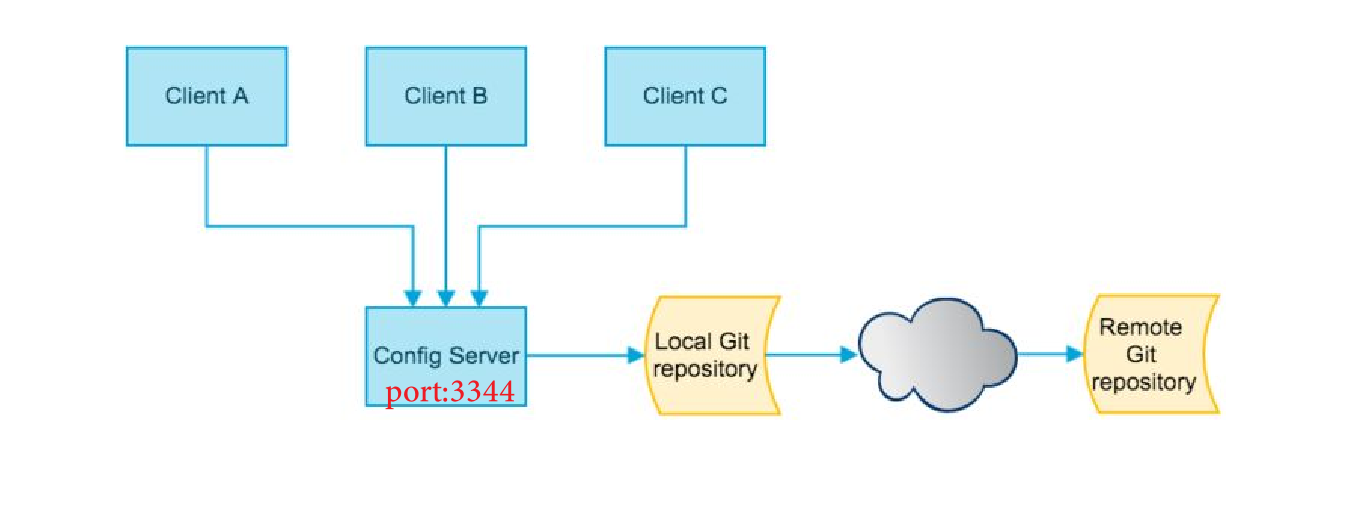 Client A
Client B
Client C
Config Server
port:3344
Local Git
repository
Remote
Git
repository